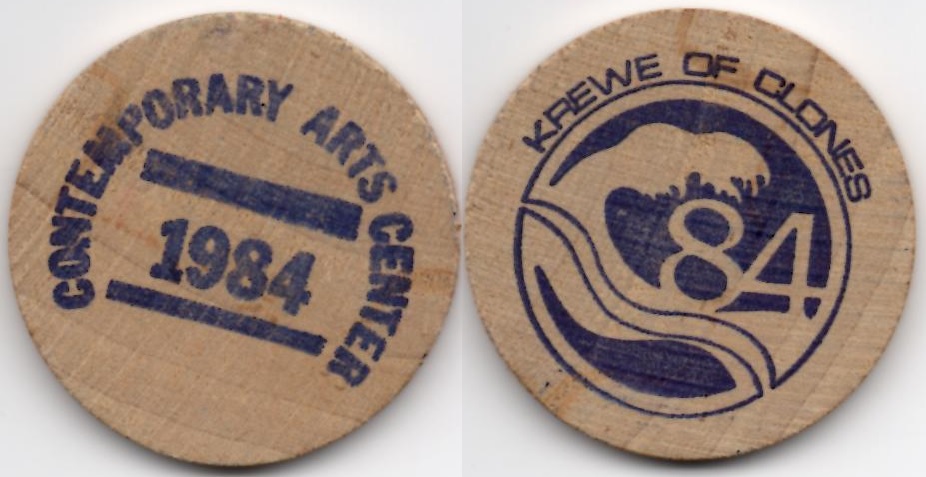 CONTEMPORARY ARTS CENTER
1984
KREWE OF CLONES
84